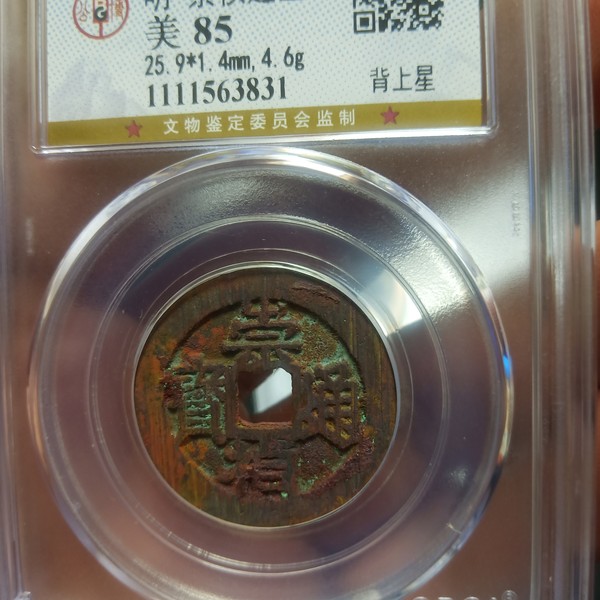 美 85
25.9*1.4mm,4.6g
1111563831
背上星
文物鉴定委员会监制
崇
寳 通
禎